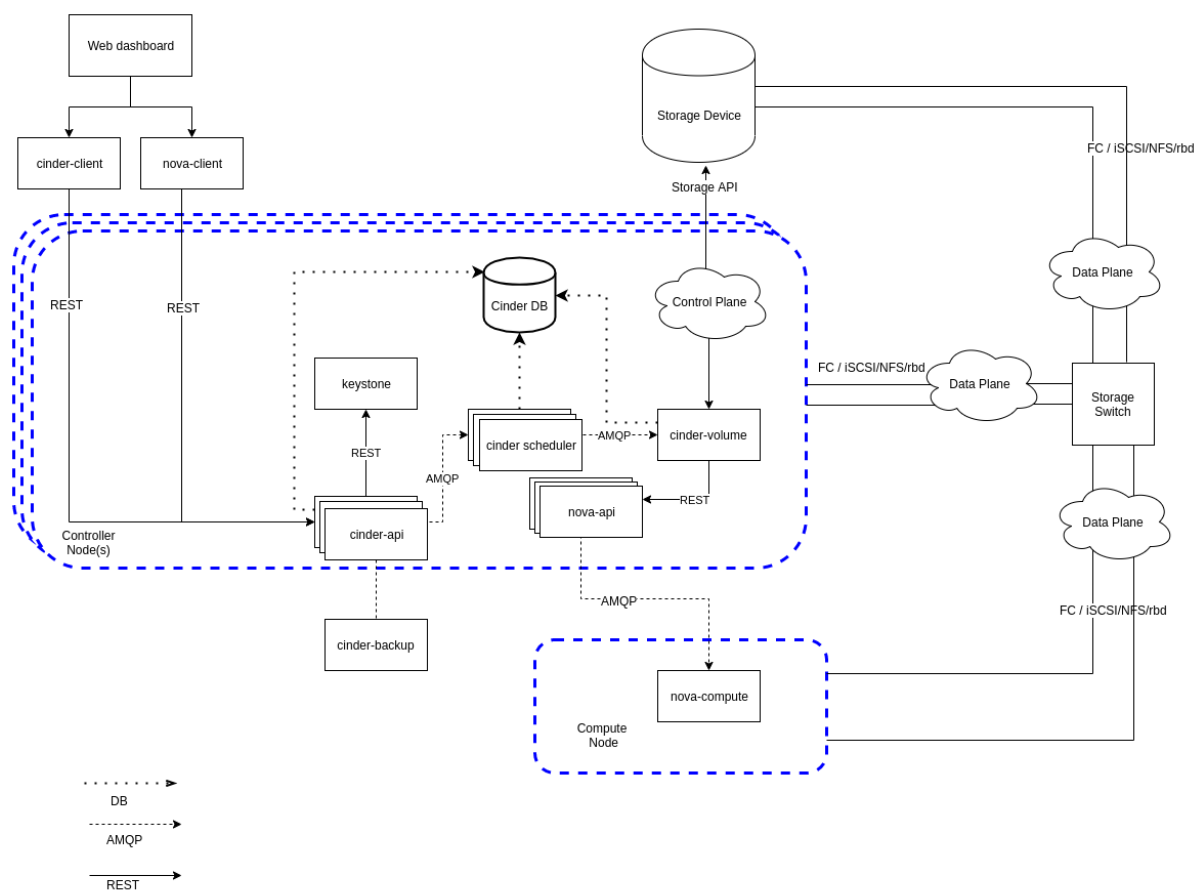 Web dashboard
Storage Device
cinder-client
nova-client
FC / iSCSI/NFS/rbd
Storage API
Data Plane
REST
REST
Cinder DB
Control Plane
keystone
FC / iSCSI/NFS/rbd
Data Plane
Storage
Switch
REST
cinder scheduler
AMQP
cinder-volume
AMQP
REST
nova-api
Data Plane
Controller
Node(s)
cinder-api
AMQP
FC / iSCSI/NFS/rbd
cinder-backup
nova-compute
Compute
Node
DB
AMQP
REST